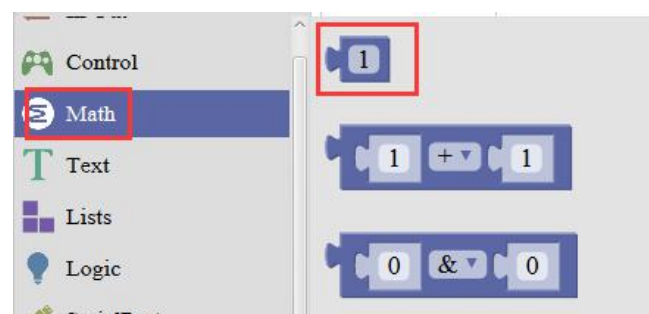 Control
Math
Text
Lists
Logic
1
1 + 1
0 & 0